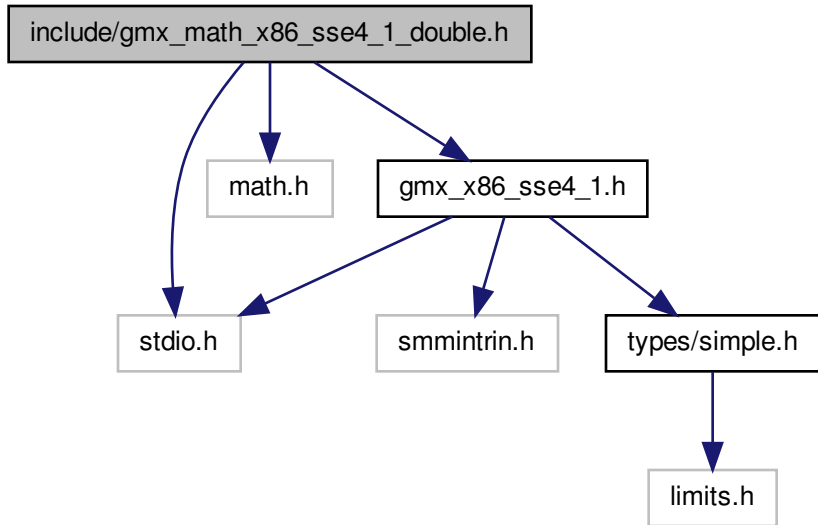 include/gmx_math_x86_sse4_1_double.h
math.h
gmx_x86_sse4_1.h
stdio.h
smmintrin.h
types/simple.h
limits.h